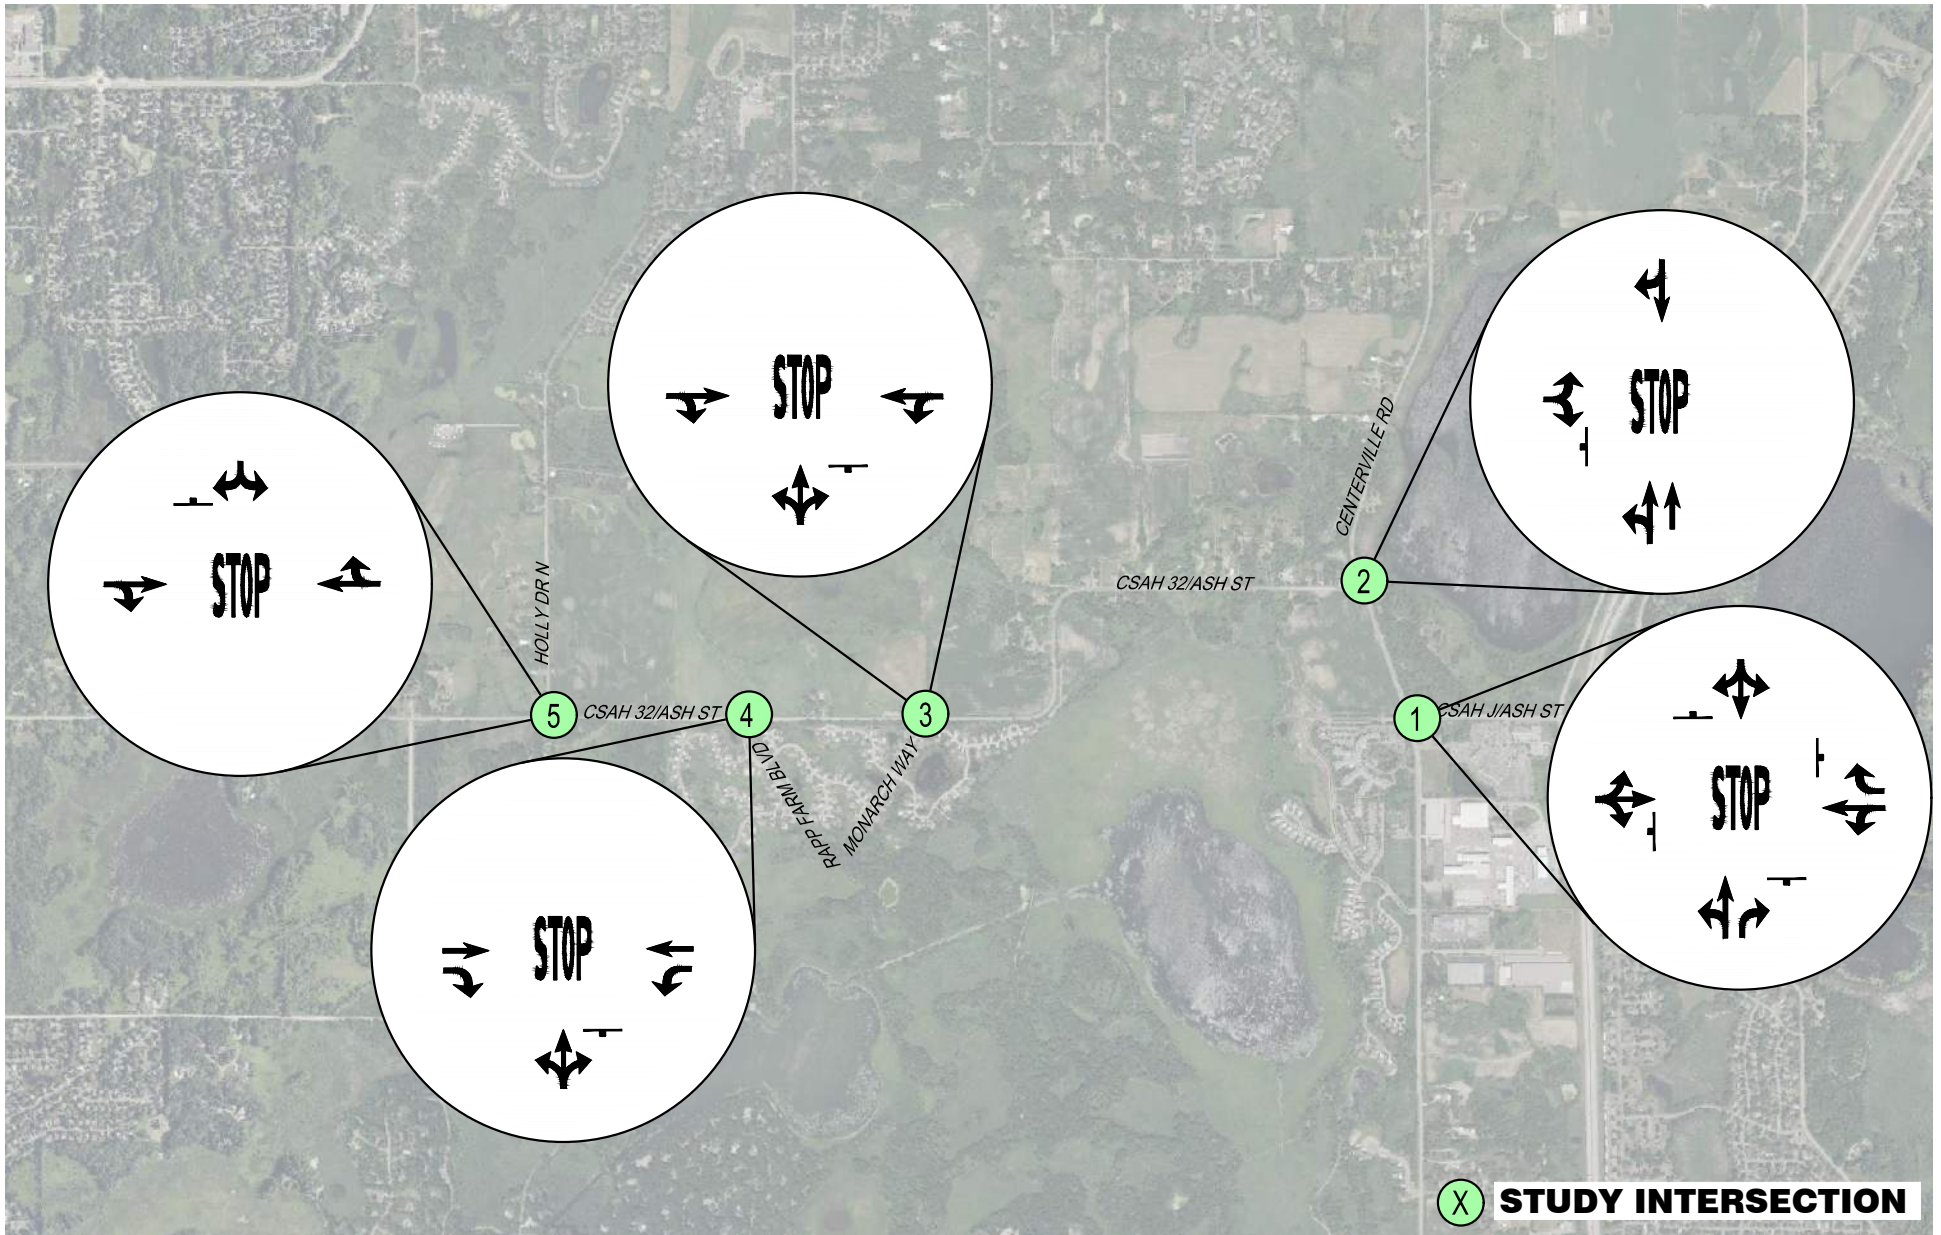 STOP
STOP
CENTERVILLE RD
STOP
HOLLY DR N
CSAH 32/ASH ST
2
STOP
5
CSAH 32/ASH ST
4
3
1
CSAH J/ASH ST
RAPP FARM BLVD
MONARCH WAY
STOP
X STUDY INTERSECTION